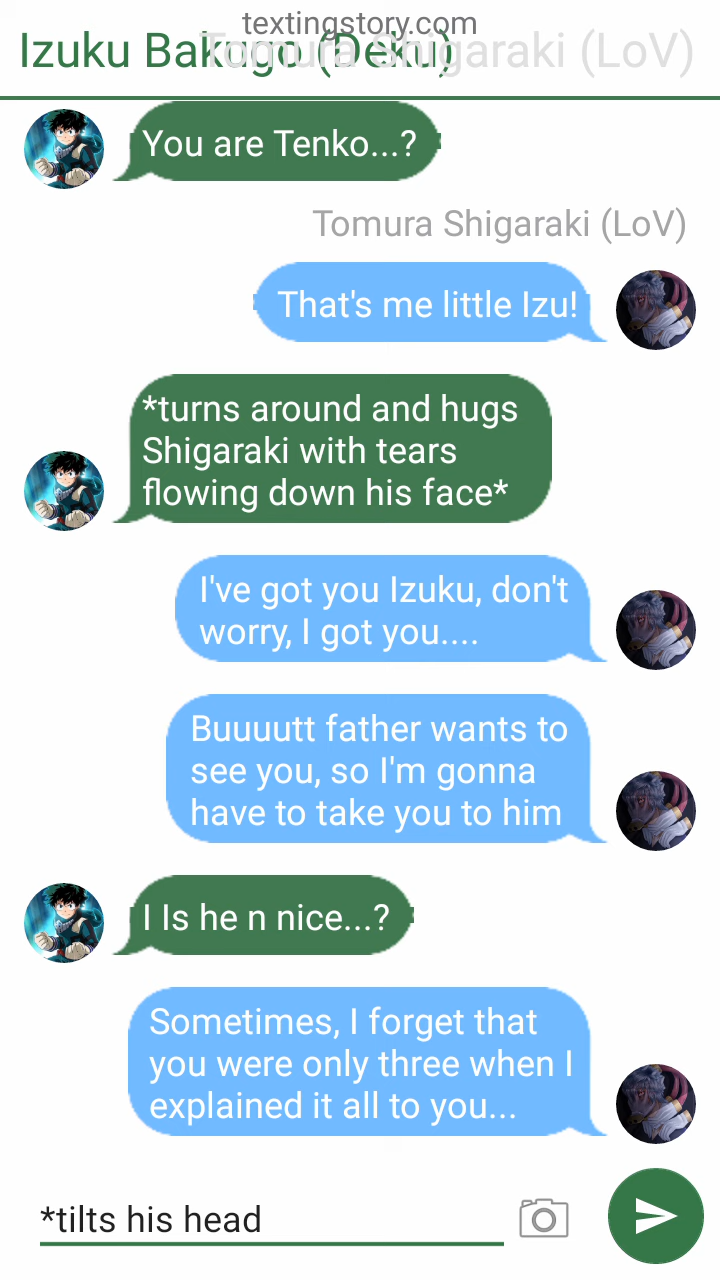 textingstory.com
Izuku Bakugo (Deku)
Tomura Shigaraki (LoV)
You are Tenko...?
Tomura Shigaraki (LoV)
That's me little Izu!
*turns around and hugs
Shigaraki with tears
flowing down his face*
I've got you Izuku, don't
worry, I got you....
Buuuutt father wants to
see you, so I'm gonna
have to take you to him
I Is he n nice...?
Sometimes, I forget that
you were only three when I
explained it all to you...
*tilts his head